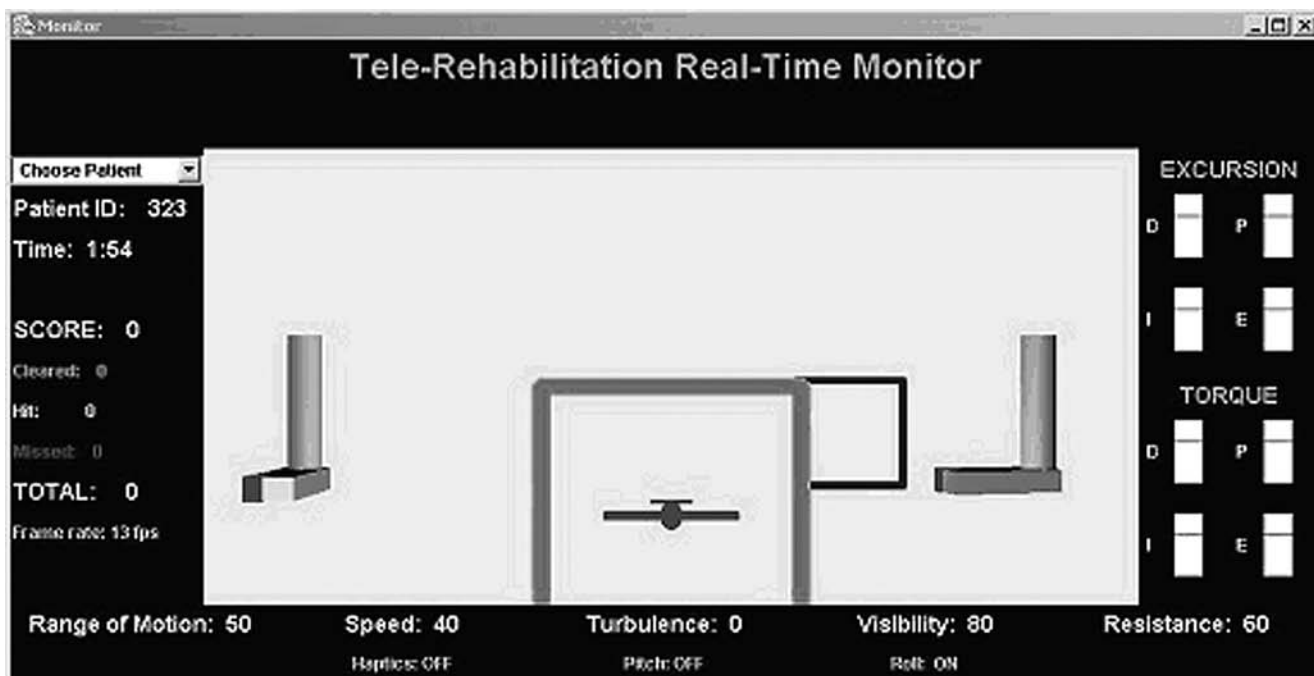 Monitor
Tele-Rehabilitation Real-Time Monitor
Choose Patient
Patient ID: 323
Time: 1:54
SCORE: 0
Cleared: 0
Hit: 0
Missed: 0
TOTAL: 0
Frame rate: 13 fps
EXCURSION
D P
I E
TORQUE
D P
I E
Range of Motion: 50 Speed: 40 Turbulence: 0 Visibility: 80 Resistance: 60
Haptics: OFF Pitch: OFF Roll: ON